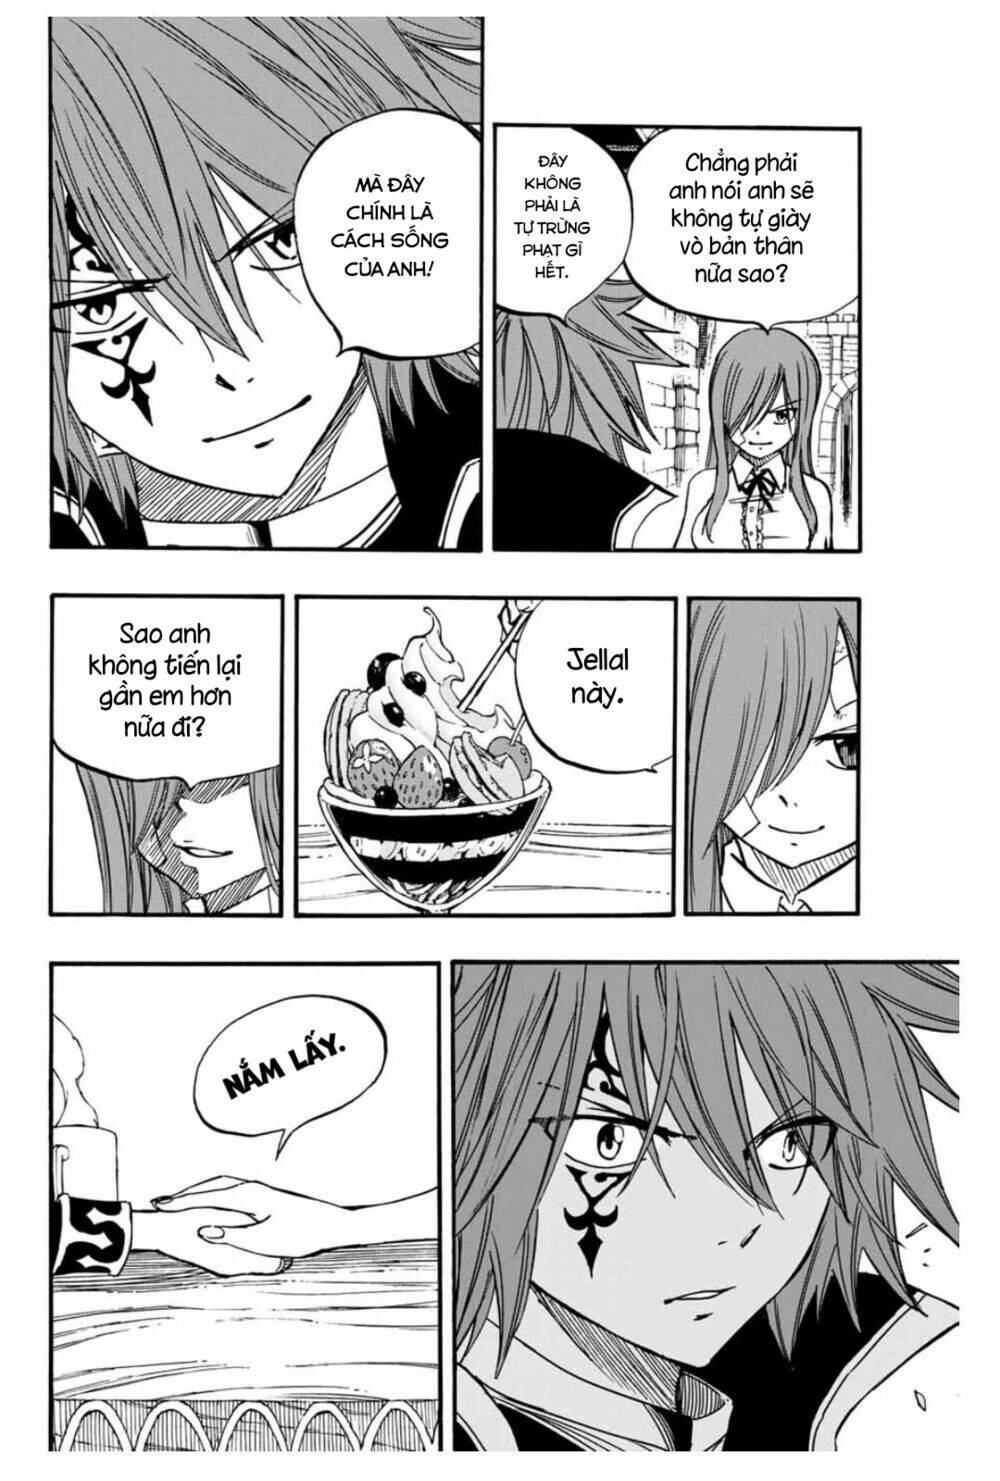 Chẳng phải
anh nói anh sẽ
không tự giày
vò bản thân
nữa sao?
ĐÂY
KHÔNG
PHẢI LÀ
TỰ TRỪNG
PHẠT GÌ
HẾT.
MÀ ĐÂY
CHÍNH LÀ
CÁCH SỐNG
CỦA ANH!
Jellal
này.
Sao anh
không tiến lại
gần em hơn
nữa đi?
NẮM LẤY.